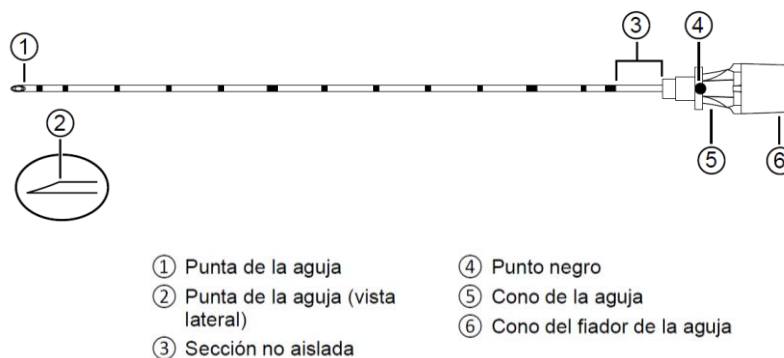 ①
③
④
②
⑤
⑥
① Punta de la aguja
② Punta de la aguja (vista
lateral)
③ Sección no aislada
④ Punto negro
⑤ Cono de la aguja
⑥ Cono del fiador de la aguja